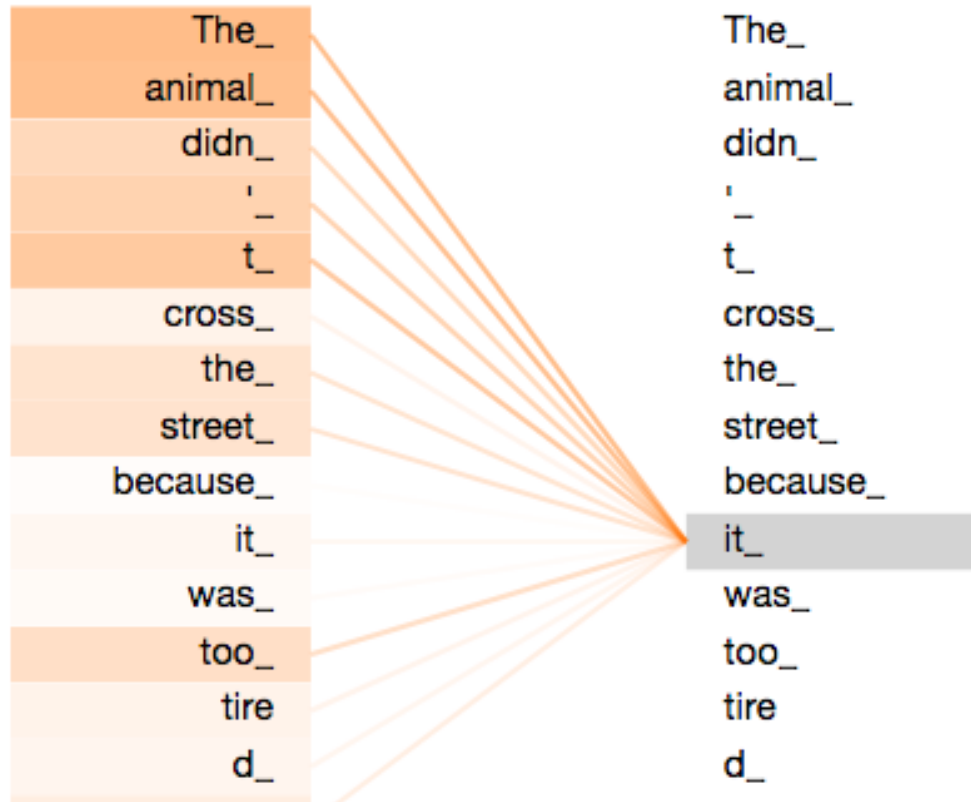 The_ The_
animal_ animal_
didn_ didn_
'_ '_
t_ t_
cross_ cross_
the_ the_
street_ street_
because_ because_
it_ it_
was_ was_
too_ too_
tire tire
d_ d_